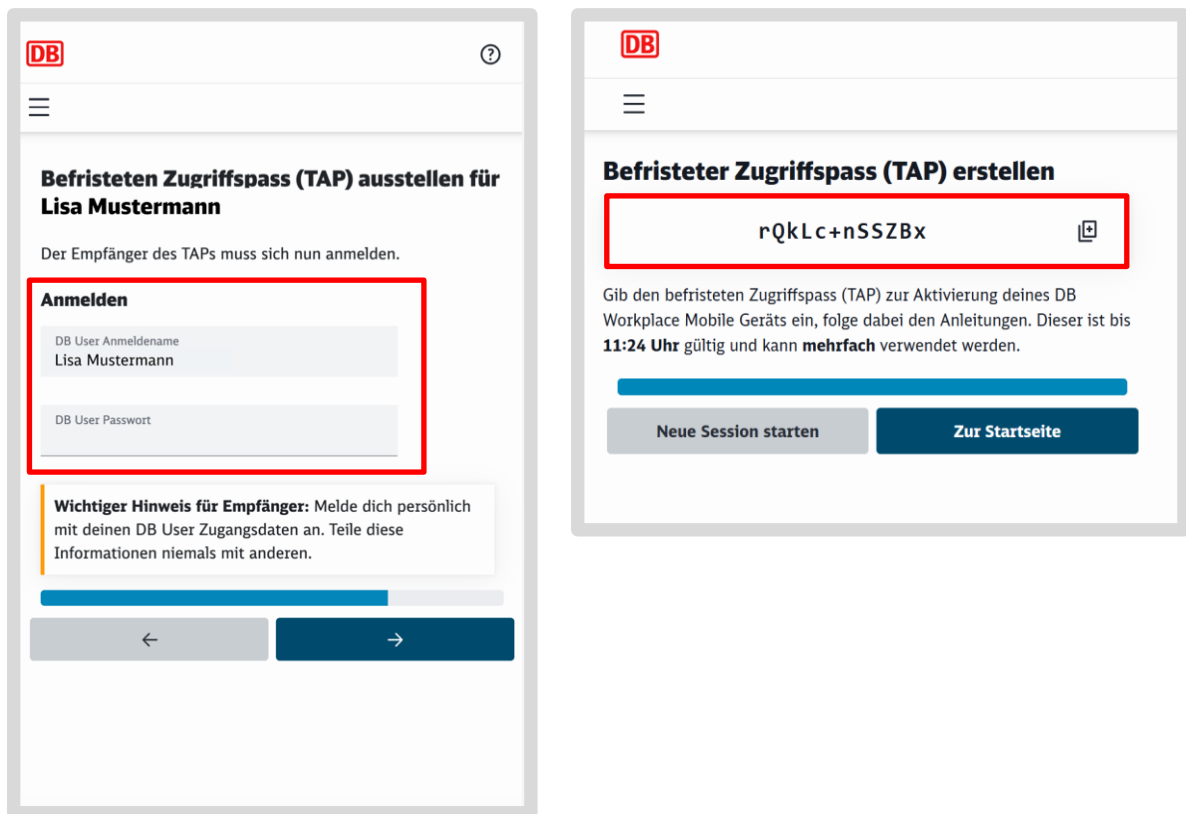 DB
Befristeten Zugriffspass (TAP) ausstellen für
Lisa Mustermann
Der Empfänger des TAPs muss sich nun anmelden.
Anmelden
DB User Anmeldename
Lisa Mustermann
DB User Passwort
Wichtiger Hinweis für Empfänger: Melde dich persönlich
mit deinen DB User Zugangsdaten an. Teile diese
Informationen niemals mit anderen.
DB
Befristeter Zugriffspass (TAP) erstellen
rQkLc+nSSZBx
Gib den befristeten Zugriffspass (TAP) zur Aktivierung deines DB
Workplace Mobile Geräts ein, folge dabei den Anleitungen. Dieser ist bis
11:24 Uhr gültig und kann mehrfach verwendet werden.
Neue Session starten
Zur Startseite